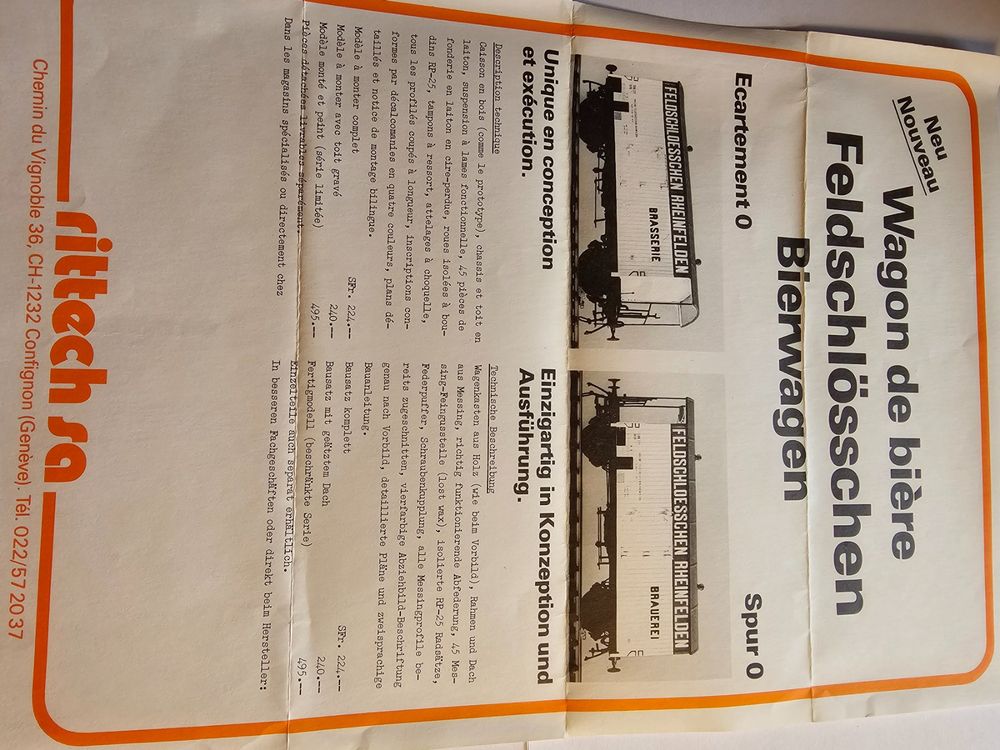 Neu
Nouveau
Wagon de bière
Feldschlösschen
Bierwagen
Ecartement 0
Spur 0
FELDSCHLOESSCHEN RHEINFELDEN
BRASSERIE
FELDSCHLOESSCHEN RHEINFELDEN
BRAUEREI
Unique en conception
et exécution.
Description technique
Caisson en bois (comme le prototype), chassis et toit en
laiton, suspension à lames fonctionnelle, 45 pièces de
fonderie en laiton en cire-perdue, roues isolées à bou-
dins RP-25, tampons à ressort, attelages à choquelle,
tous les profilés coupés à longueur, inscriptions con-
formes par décalcomanies en quatre couleurs, plans dé-
taillés et notice de montage bilingue.
Modèle à monter complet SFr. 224.--
Modèle à monter avec toit gravé 240.--
Modèle monté et peint (série limitée) 495.--
Pièces détachées livrables séparément.
Dans les magasins spécialisés ou directement chez
Einzigartig in Konzeption und
Ausführung.
Technische Beschreibung
Wagenkasten aus Holz (wie beim Vorbild), Rahmen und Dach
aus Messing, richtig funktionierende Abfederung, 45 Mes-
sing-Feingussteile (lost wax), isolierte RP-25 Radsätze,
Federpuffer, Schraubenkupplung, alle Messingprofile be-
reits zugeschnitten, vierfarbige Abziehbild-Beschriftung
genau nach Vorbild, detaillierte Pläne und zweisprachige
Bauanleitung.
Bausatz komplett SFr. 224.--
Bausatz mit geätztem Dach 240.--
Fertigmodell (beschränkte Serie) 495.--
Einzelteile auch separat erhältlich.
In besseren Fachgeschäften oder direkt beim Hersteller:
rittech sa
Chemin du Vignoble 36, CH-1232 Confignon (Genève), Tél. 022/57 20 37